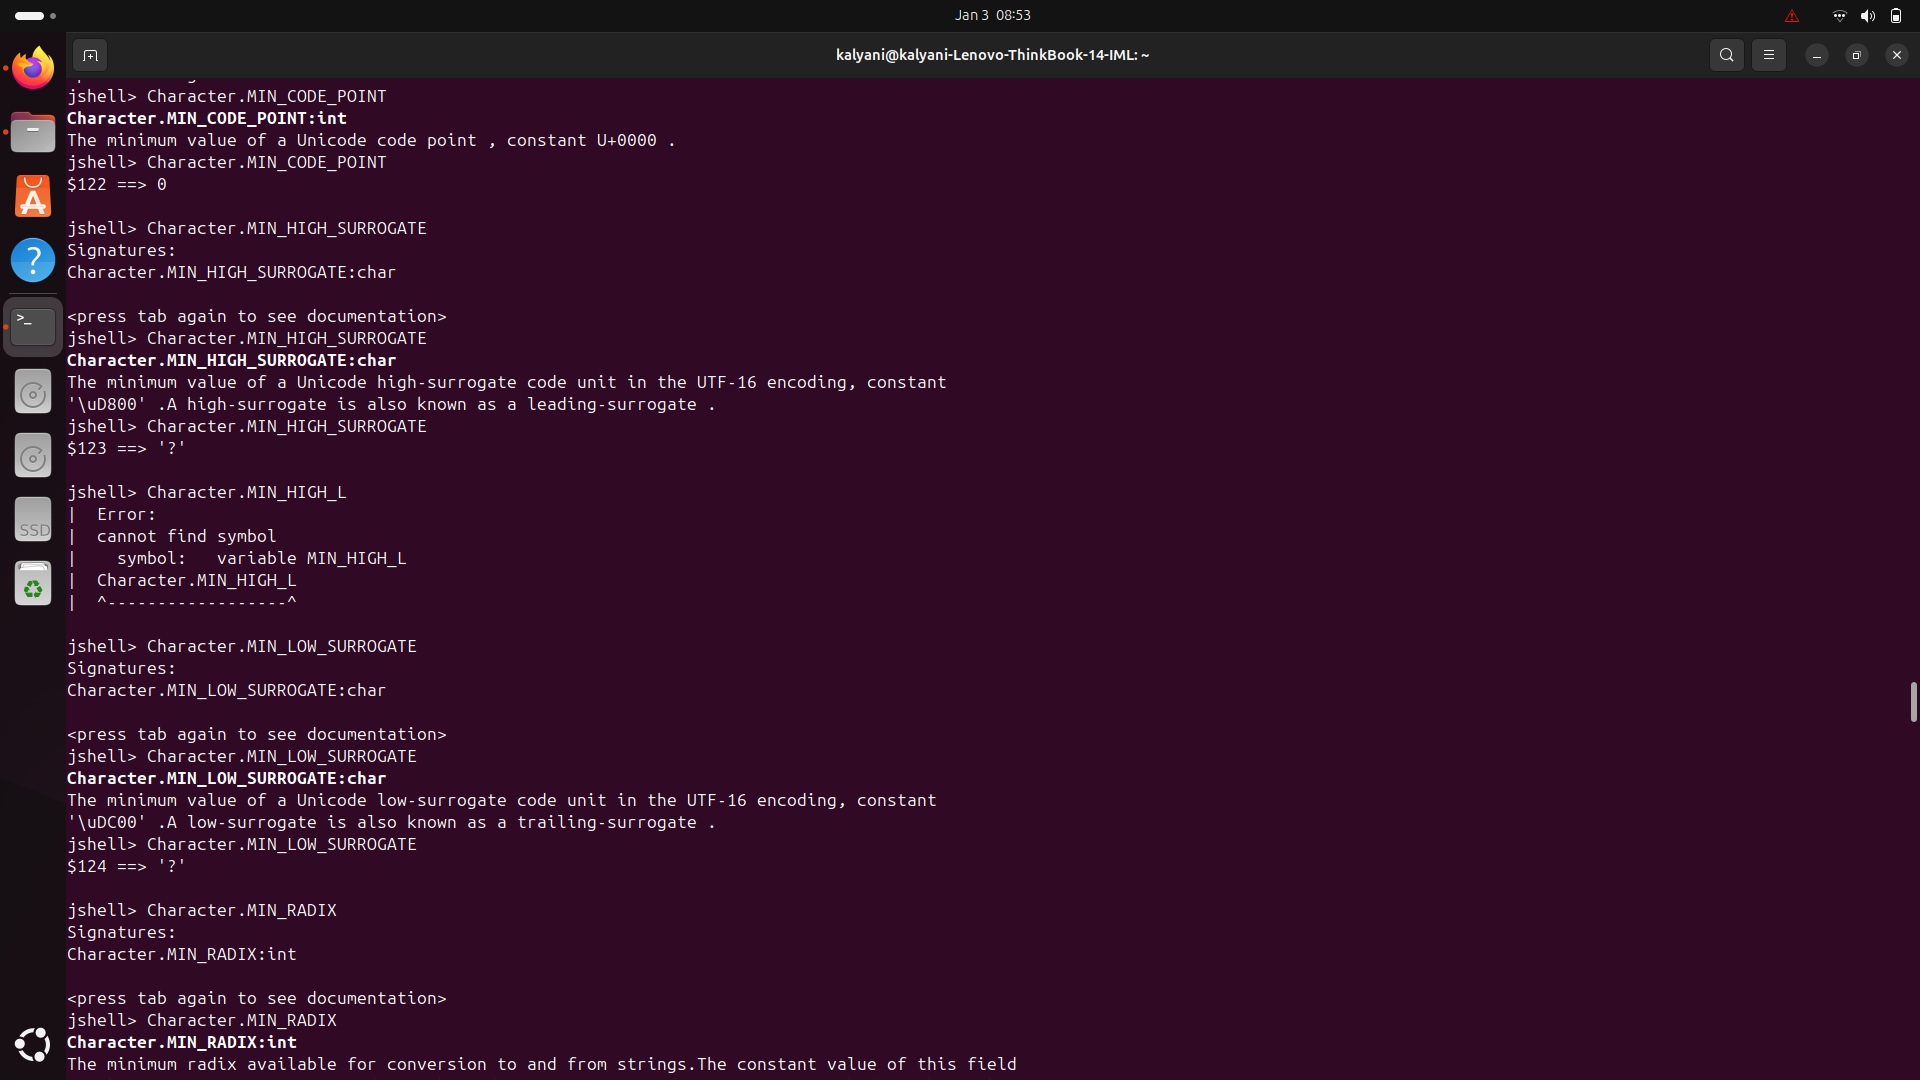 Jan 3  08:53
kalyani@kalyani-Lenovo-ThinkBook-14-IML: ~
jshell> Character.MIN_CODE_POINT
Character.MIN_CODE_POINT:int
The minimum value of a Unicode code point , constant U+0000 .
jshell> Character.MIN_CODE_POINT
$122 ==> 0
jshell> Character.MIN_HIGH_SURROGATE
Signatures:
Character.MIN_HIGH_SURROGATE:char
<press tab again to see documentation>
jshell> Character.MIN_HIGH_SURROGATE
Character.MIN_HIGH_SURROGATE:char
The minimum value of a Unicode high-surrogate code unit in the UTF-16 encoding, constant
'\uD800' .A high-surrogate is also known as a leading-surrogate .
jshell> Character.MIN_HIGH_SURROGATE
$123 ==> '?'
jshell> Character.MIN_HIGH_L
|  Error:
|  cannot find symbol
|    symbol:   variable MIN_HIGH_L
|  Character.MIN_HIGH_L
|  ^------------------^
jshell> Character.MIN_LOW_SURROGATE
Signatures:
Character.MIN_LOW_SURROGATE:char
<press tab again to see documentation>
jshell> Character.MIN_LOW_SURROGATE
Character.MIN_LOW_SURROGATE:char
The minimum value of a Unicode low-surrogate code unit in the UTF-16 encoding, constant
'\uDC00' .A low-surrogate is also known as a trailing-surrogate .
jshell> Character.MIN_LOW_SURROGATE
$124 ==> '?'
jshell> Character.MIN_RADIX
Signatures:
Character.MIN_RADIX:int
<press tab again to see documentation>
jshell> Character.MIN_RADIX
Character.MIN_RADIX:int
The minimum radix available for conversion to and from strings.The constant value of this field
SSD